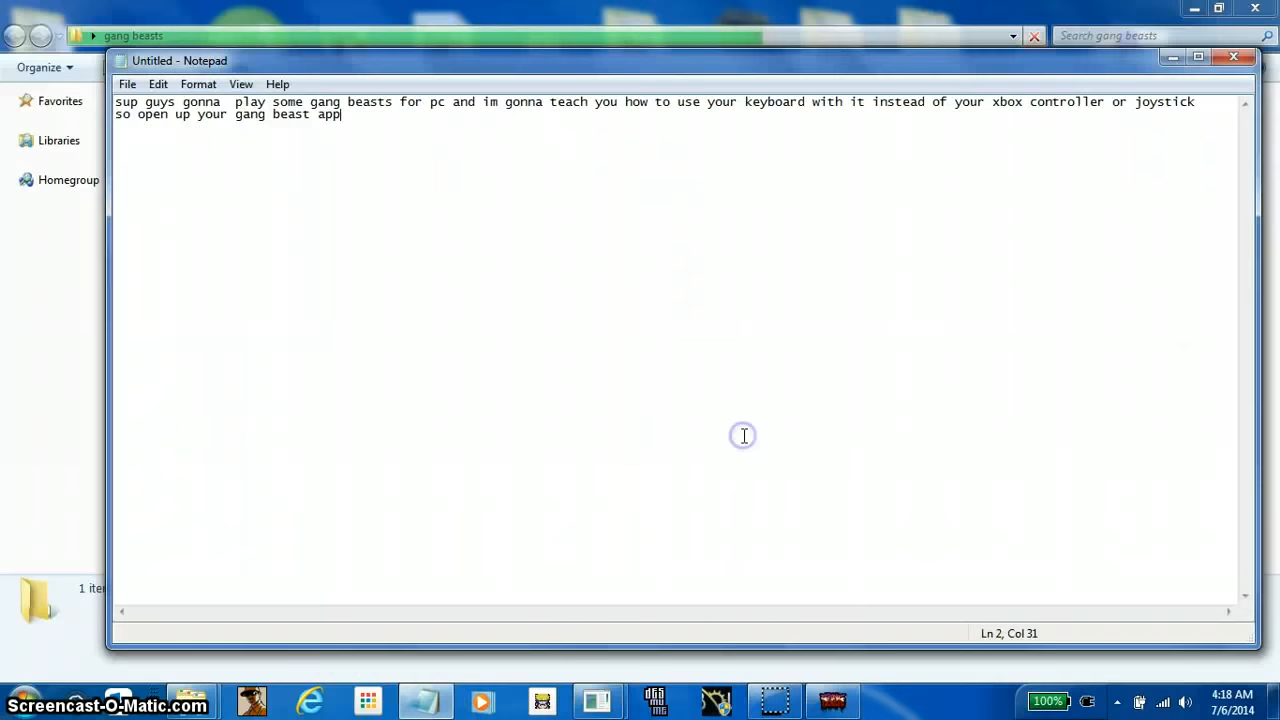 gang beasts
Search gang beasts
Untitled - Notepad
Organize
File Edit Format View Help
Favorites
sup guys gonna  play some gang beasts for pc and im gonna teach you how to use your keyboard with it instead of your xbox controller or joystick
so open up your gang beast app
Libraries
Homegroup
1 ite
Ln 2, Col 31
Screencast-O-Matic.com
100%
4:18 AM
7/6/2014